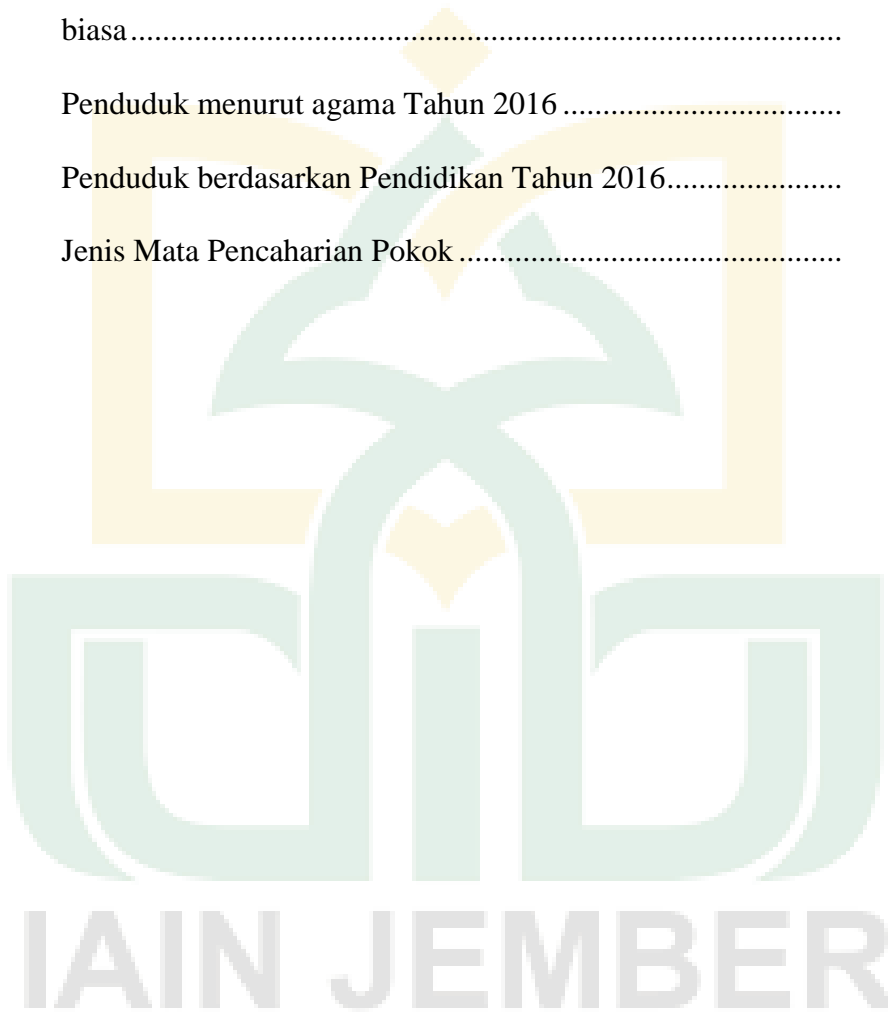 biasa.........................................................................................
Penduduk menurut agama Tahun 2016 ...................................
Penduduk berdasarkan Pendidikan Tahun 2016......................
Jenis Mata Pencaharian Pokok ................................................
IAIN JEMBER